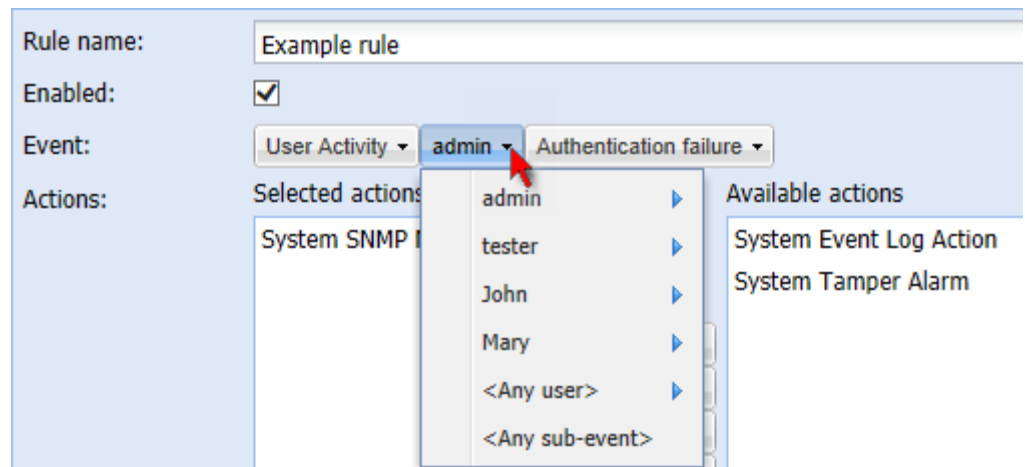 Rule name:
Example rule
Enabled:
Event:
User Activity
admin
Authentication failure
Actions:
Selected actions
System SNMP
admin
tester
John
Mary
<Any user>
<Any sub-event>
Available actions
System Event Log Action
System Tamper Alarm